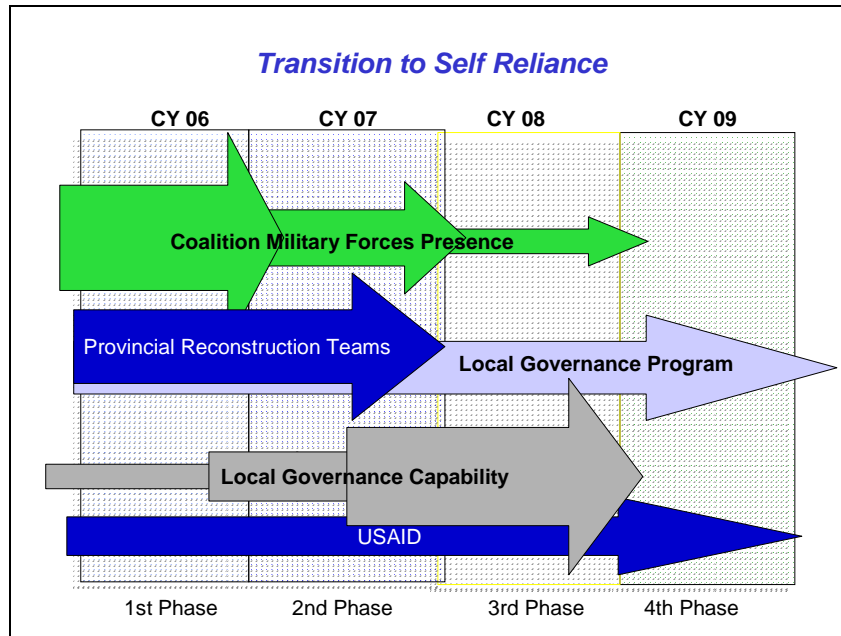 Transition to Self Reliance
CY 06 CY 07 CY 08 CY 09
Coalition Military Forces Presence
Provincial Reconstruction Teams
Local Governance Program
Local Governance Capability
USAID
1st Phase 2nd Phase 3rd Phase 4th Phase